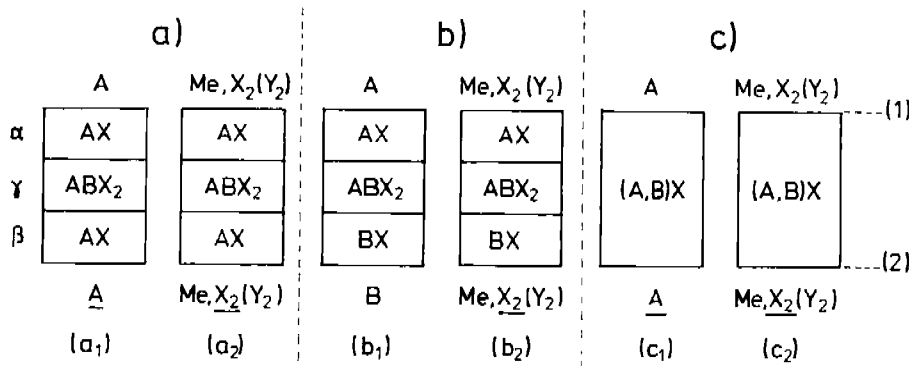 a) b) c)
A Me,X₂(Y₂) A Me,X₂(Y₂) A Me,X₂(Y₂)
α AX AX AX AX (1)
γ ABX₂ ABX₂ ABX₂ ABX₂ (A,B)X (A,B)X
β AX AX BX BX (2)
A Me,X₂(Y₂) B Me,X₂(Y₂) A Me,X₂(Y₂)
(a₁) (a₂) (b₁) (b₂) (c₁) (c₂)